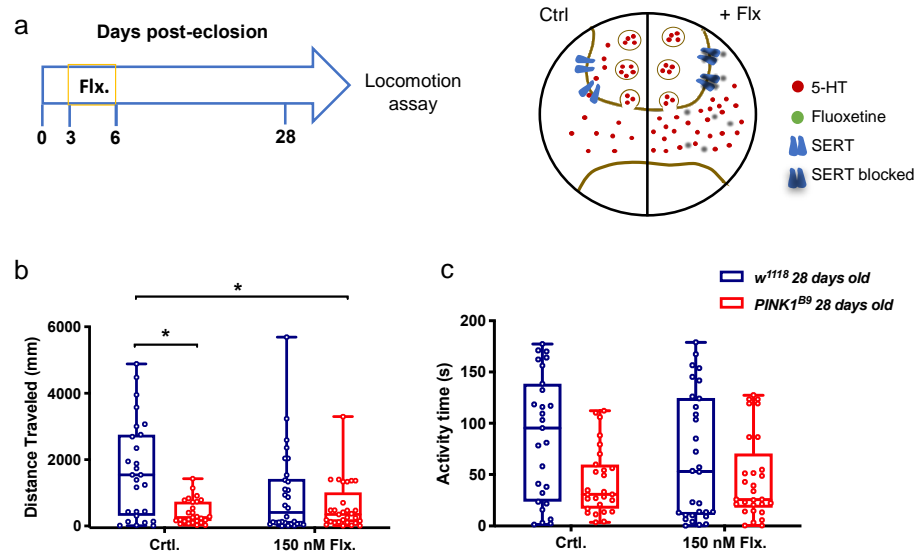 a
Days post-eclosion
Flx.
0 3 6 28
Locomotion
assay
Ctrl + Flx
5-HT
Fluoxetine
SERT
SERT blocked
b
*
*
Distance Traveled (mm)
6000
4000
2000
0
Crtl. 150 nM Flx.
c
w1118 28 days old
PINK1B9 28 days old
Activity time (s)
200
150
100
50
0
Crtl. 150 nM Flx.